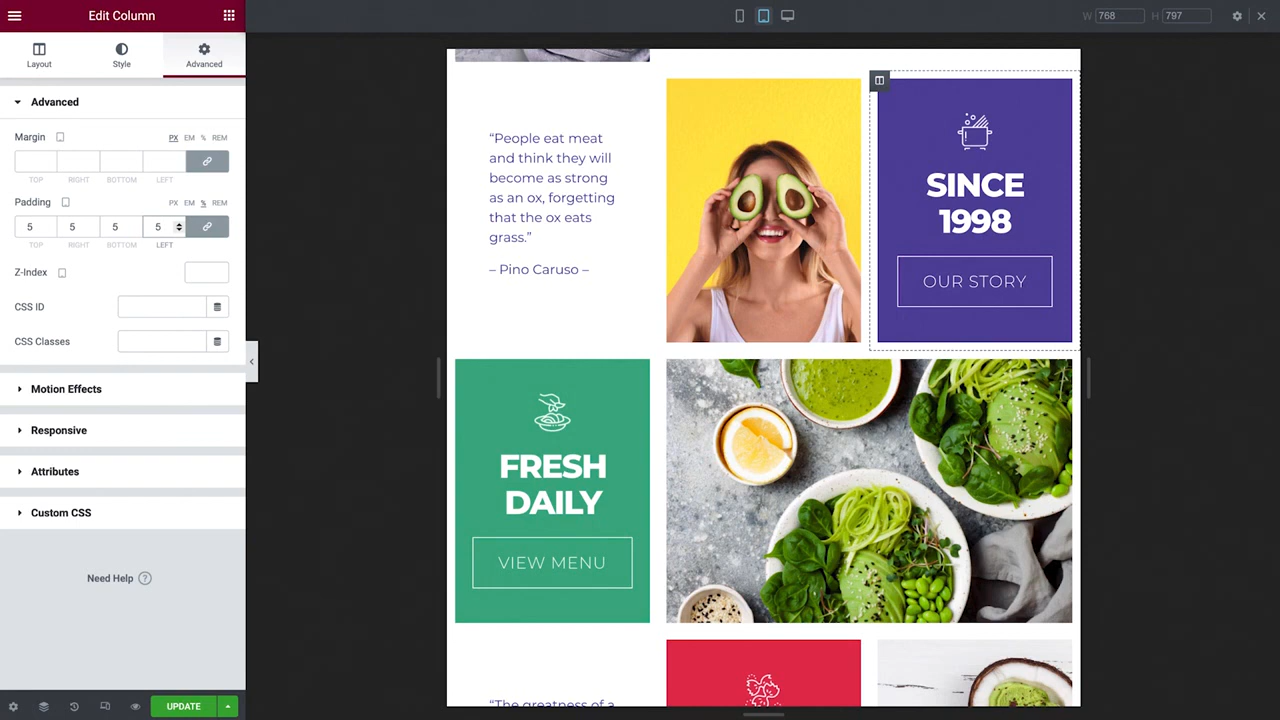 Edit Column
W 768 H 797
Layout Style Advanced
Advanced
Margin PX EM % REM
TOP RIGHT BOTTOM LEFT
Padding PX EM % REM
5 5 5 5
TOP RIGHT BOTTOM LEFT
Z-Index
CSS ID
CSS Classes
Motion Effects
Responsive
Attributes
Custom CSS
Need Help ?
UPDATE
“People eat meat
and think they will
become as strong
as an ox, forgetting
that the ox eats
grass.”
– Pino Caruso –
SINCE
1998
OUR STORY
FRESH
DAILY
VIEW MENU
“The greatness of a